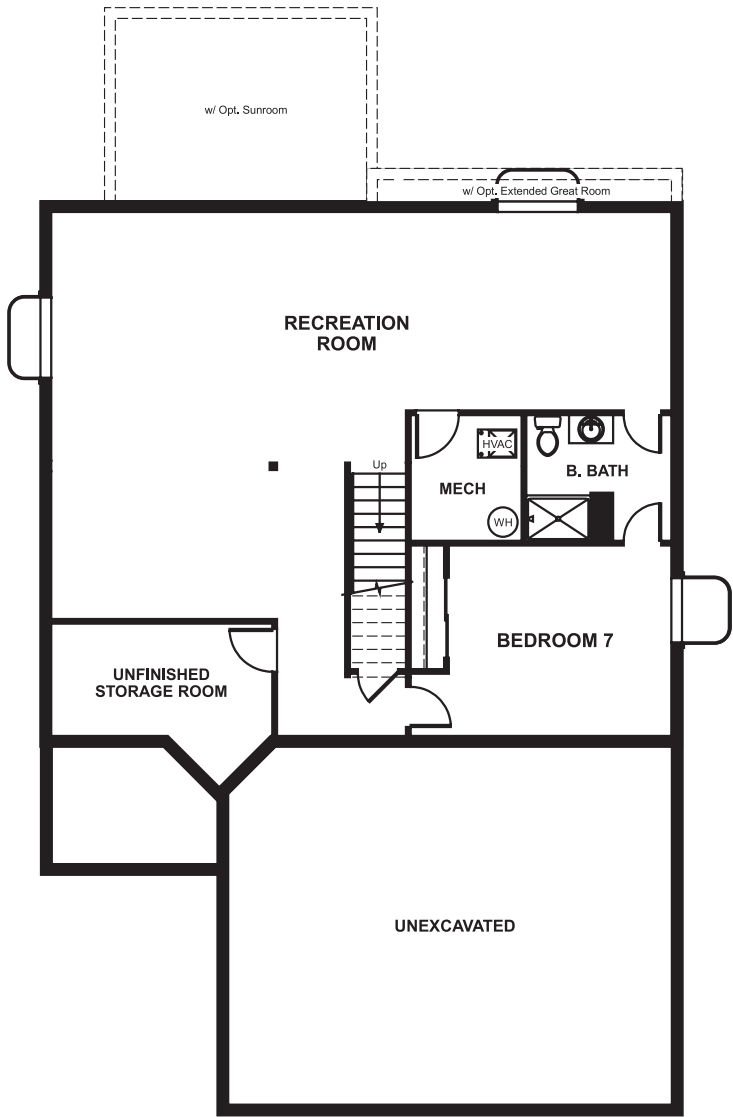 w/ Opt. Sunroom
w/ Opt. Extended Great Room
RECREATION
ROOM
HVAC
Up
B. BATH
MECH
WH
BEDROOM 7
UNFINISHED
STORAGE ROOM
UNEXCAVATED